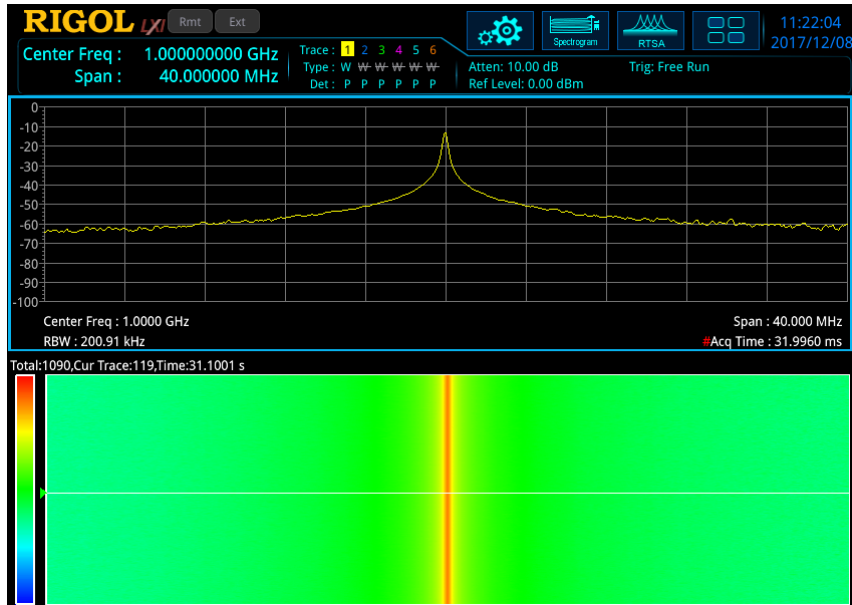 RIGOL LXI Rmt Ext
11:22:04
2017/12/08
Spectrogram
RTSA
Center Freq : 1.000000000 GHz
Span : 40.000000 MHz
Trace : 1 2 3 4 5 6
Type : W W W W W W
Det : P P P P P P
Atten: 10.00 dB
Ref Level: 0.00 dBm
Trig: Free Run
0
-10
-20
-30
-40
-50
-60
-70
-80
-90
-100
Center Freq : 1.0000 GHz
Span : 40.000 MHz
RBW : 200.91 kHz
#Acq Time : 31.9960 ms
Total:1090,Cur Trace:119,Time:31.1001 s